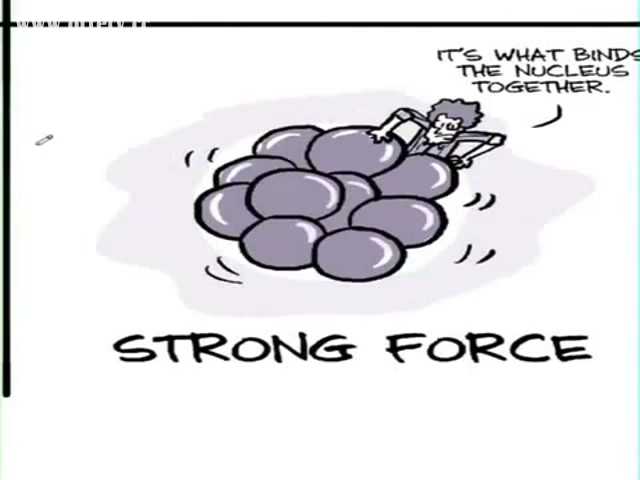 IT'S WHAT BINDS
THE NUCLEUS
TOGETHER.
STRONG FORCE